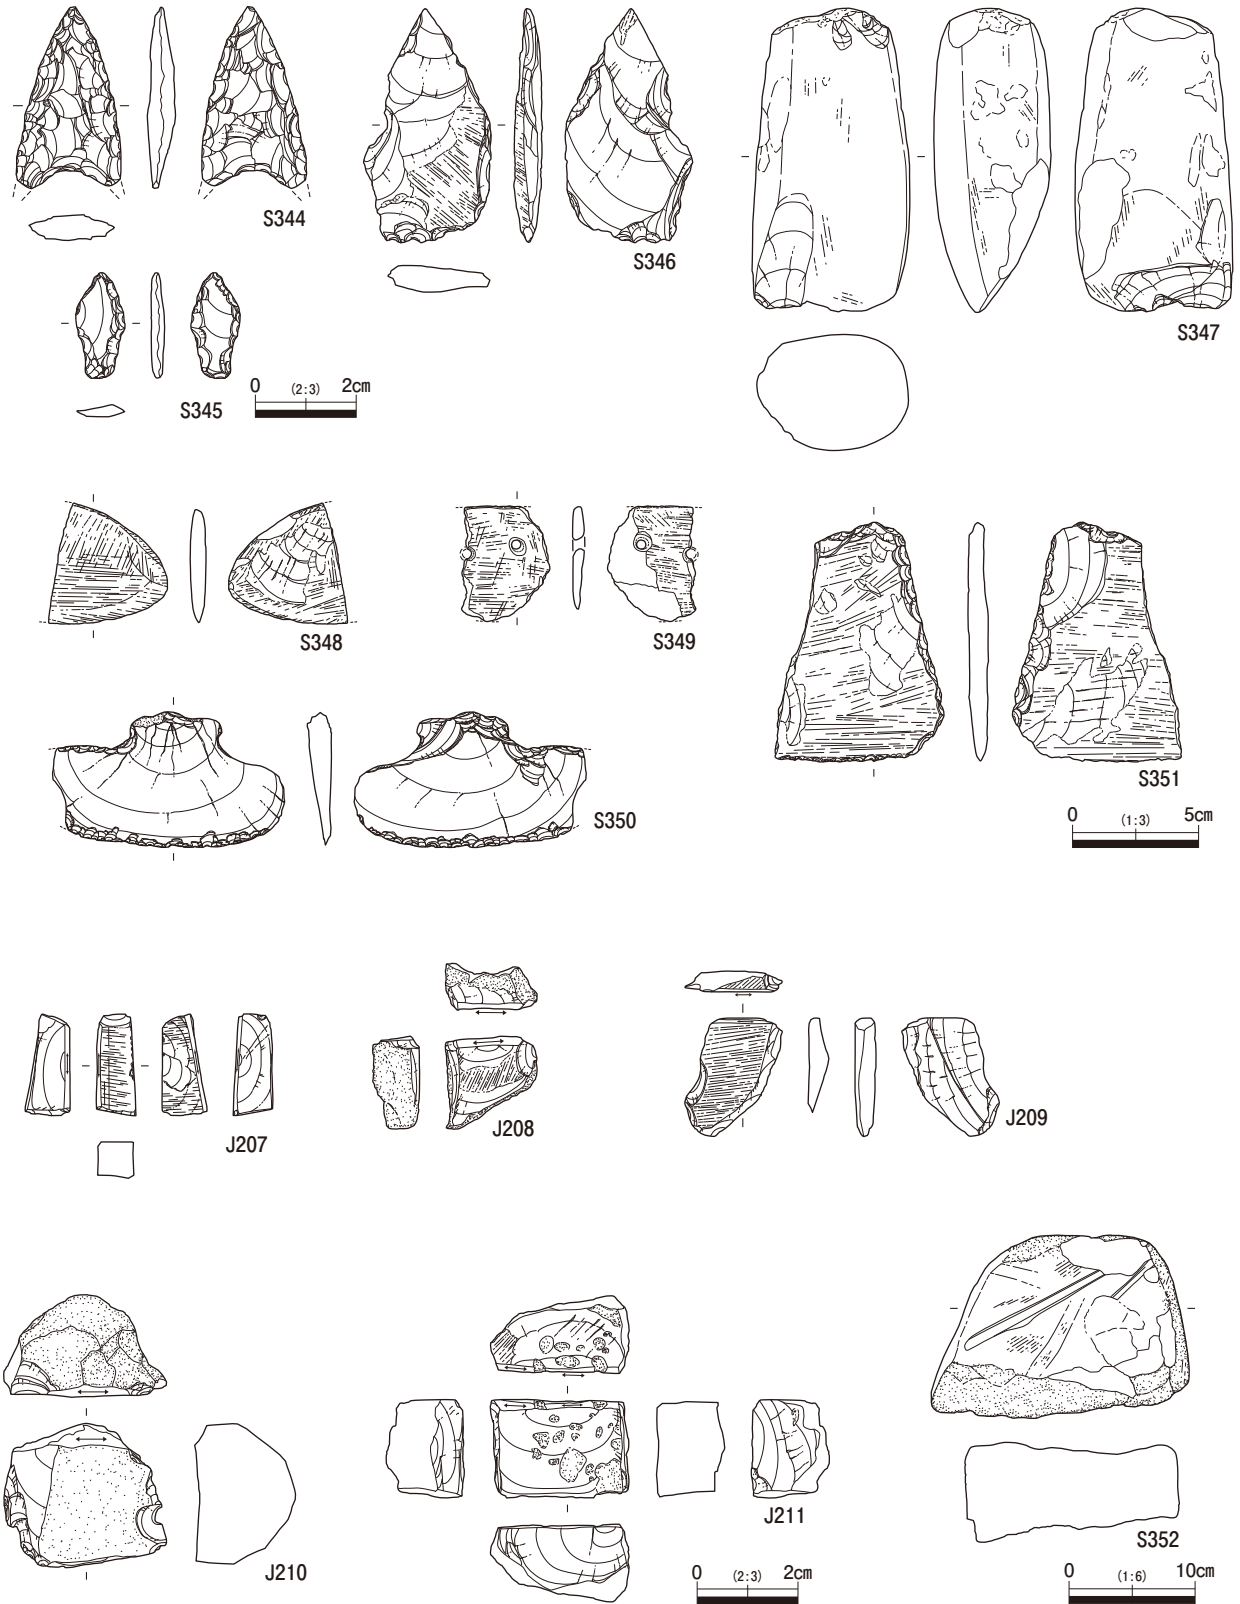 S344
S346
S347
S345
0 (2:3) 2cm
S348
S349
S350
S351
0 (1:3) 5cm
J207
J208
J209
J210
J211
S352
0 (2:3) 2cm
0 (1:6) 10cm